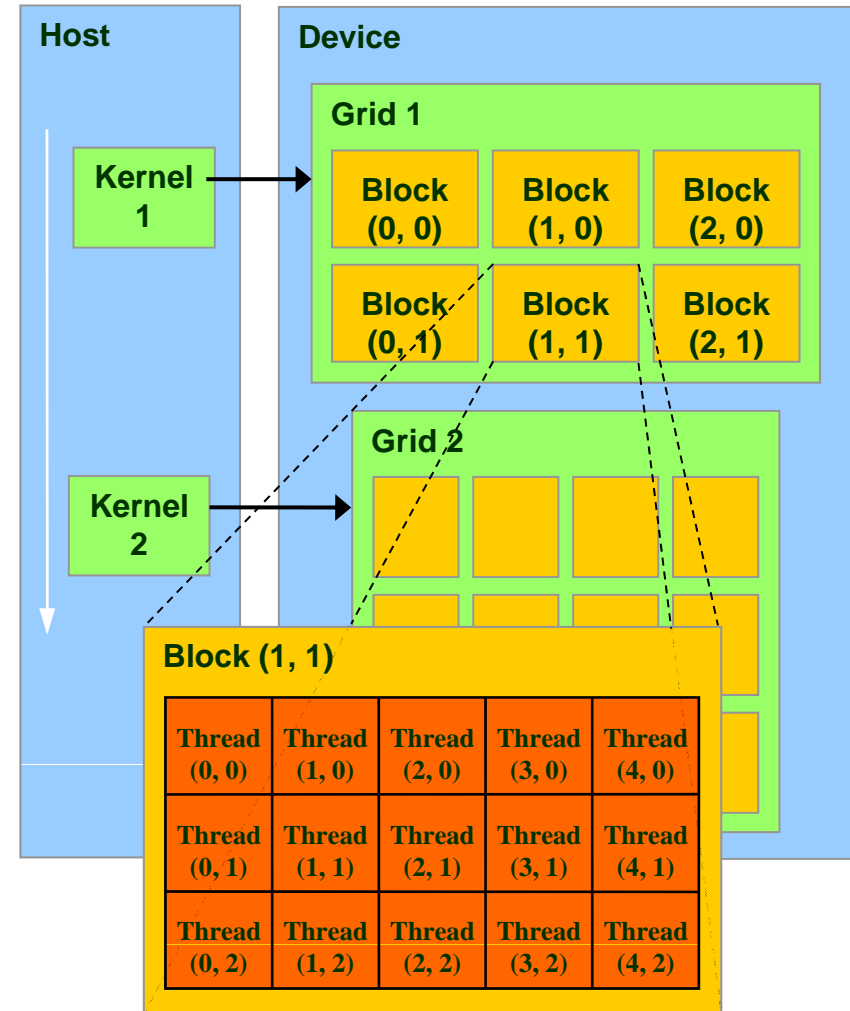 Host
Device
Grid 1
Kernel
1
Block
(0, 0)
Block
(1, 0)
Block
(2, 0)
Block
(0, 1)
Block
(1, 1)
Block
(2, 1)
Grid 2
Kernel
2
Block (1, 1)
Thread
(0, 0)
Thread
(1, 0)
Thread
(2, 0)
Thread
(3, 0)
Thread
(4, 0)
Thread
(0, 1)
Thread
(1, 1)
Thread
(2, 1)
Thread
(3, 1)
Thread
(4, 1)
Thread
(0, 2)
Thread
(1, 2)
Thread
(2, 2)
Thread
(3, 2)
Thread
(4, 2)